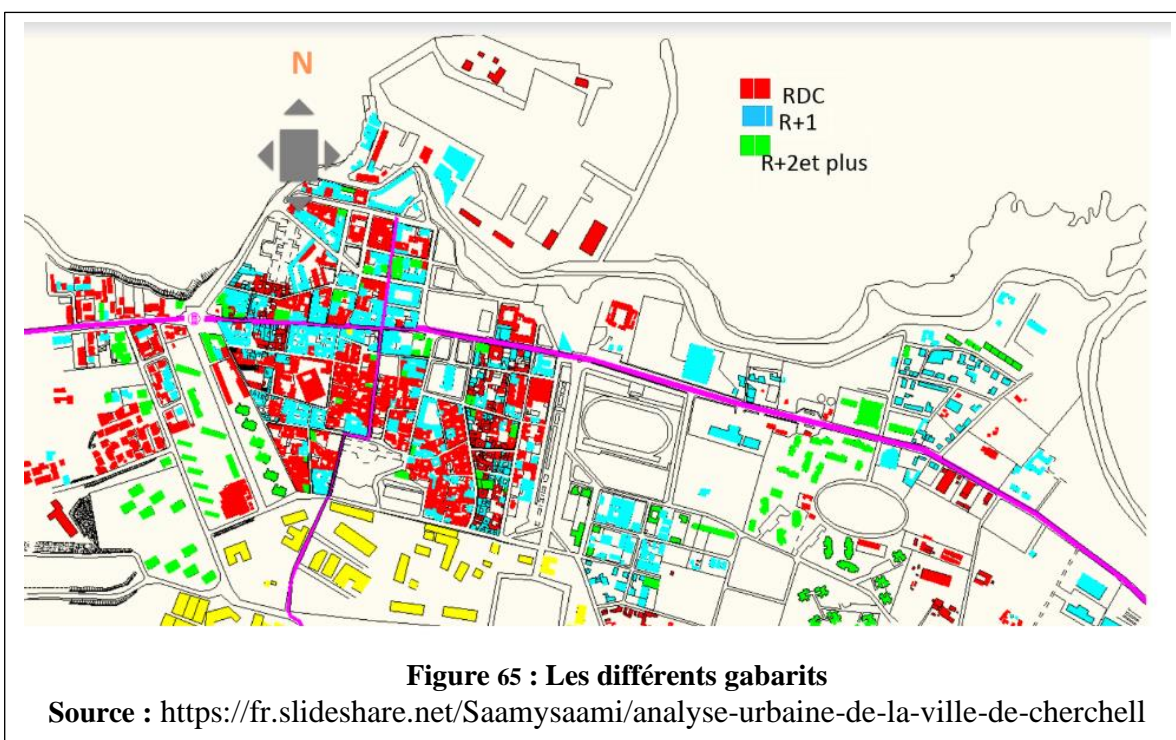 N
RDC
R+1
R+2et plus
Figure 65 : Les différents gabarits
Source : https://fr.slideshare.net/Saamysaami/analyse-urbaine-de-la-ville-de-cherchell